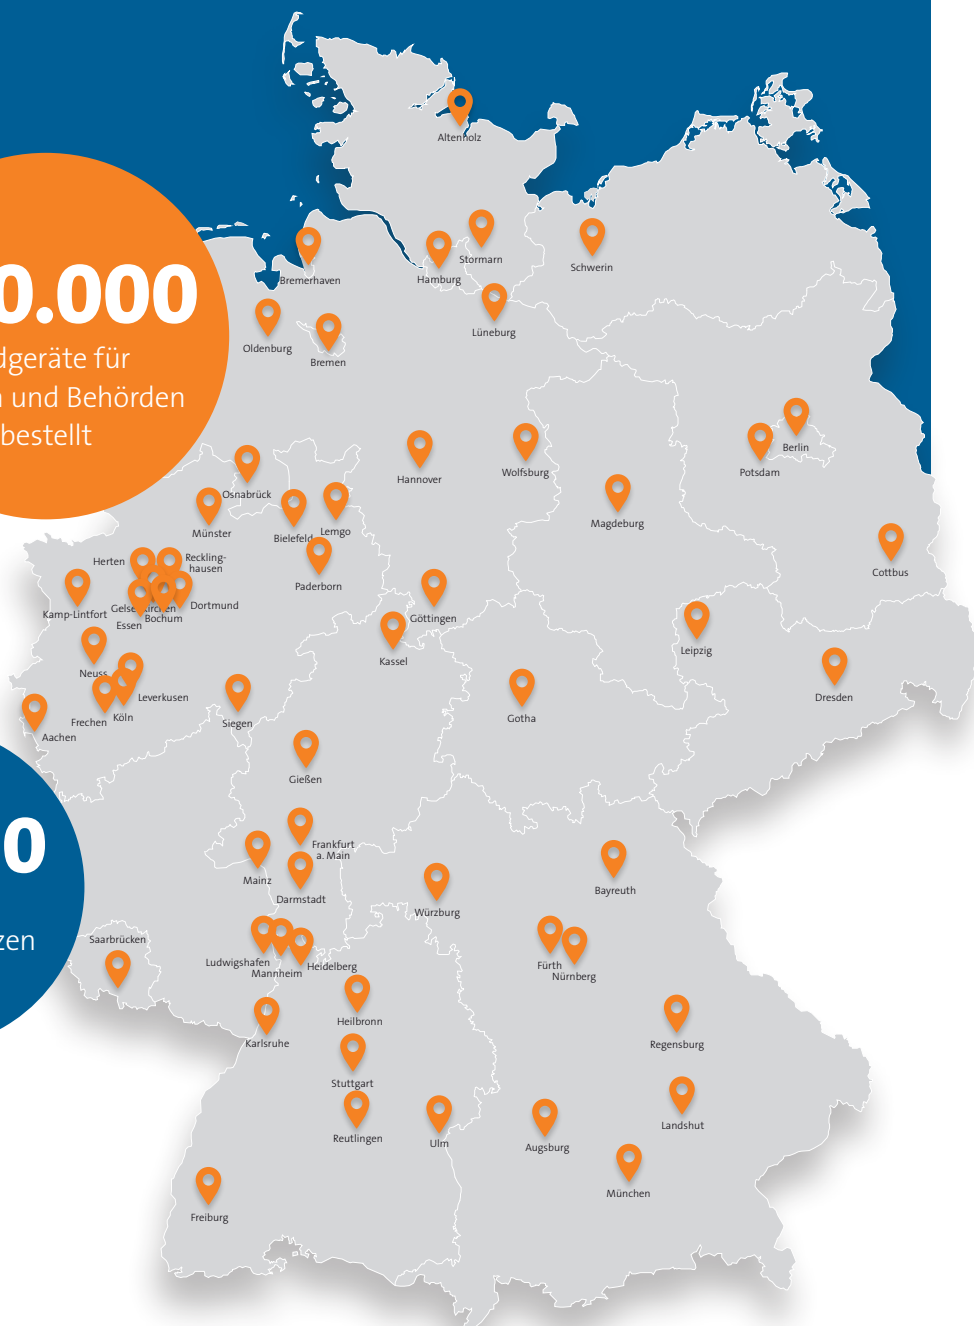 Altenholz
Stormarn
Schwerin
Hamburg
Bremerhaven
Lüneburg
Oldenburg
Bremen
0.000
dgeräte für
und Behörden
bestellt
Berlin
Potsdam
Hannover
Wolfsburg
Osnabrück
Magdeburg
Münster
Bielefeld
Lemgo
Herten
Reckling-
hausen
Cottbus
Paderborn
Kamp-Lintfort
Gelsenkirchen
Dortmund
Essen
Bochum
Göttingen
Kassel
Leipzig
Neuss
Leverkusen
Dresden
Frechen
Köln
Siegen
Gotha
Aachen
Gießen
0
zen
Frankfurt
a. Main
Mainz
Darmstadt
Bayreuth
Würzburg
Saarbrücken
Ludwigshafen
Mannheim
Heidelberg
Fürth
Nürnberg
Heilbronn
Karlsruhe
Regensburg
Stuttgart
Reutlingen
Ulm
Augsburg
Landshut
München
Freiburg